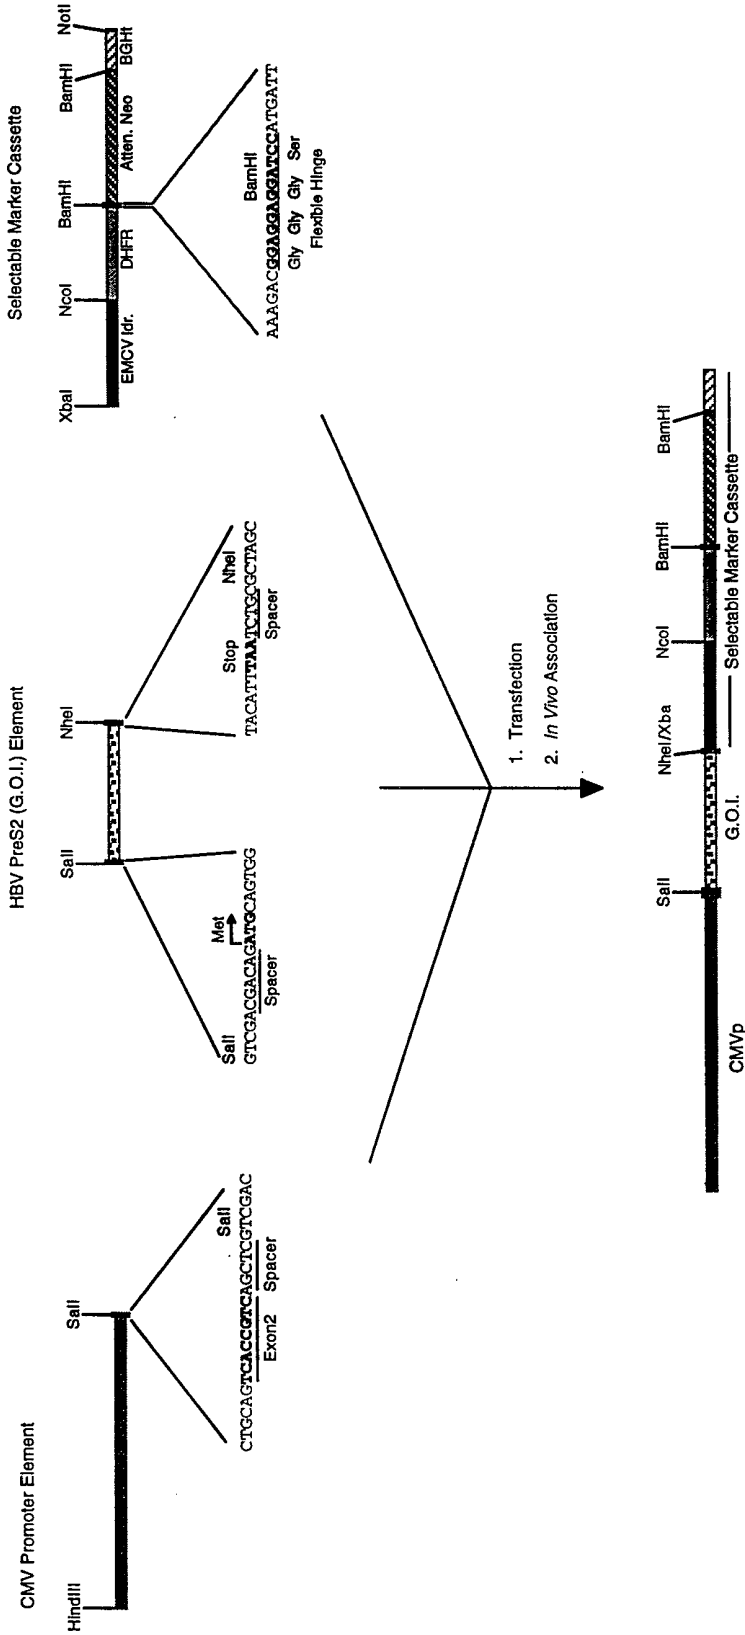 CMV Promoter Element
HindIII
SalI
SalI
CTGCAGTCACCGTCAGCTCGTCGAC
Exon2 Spacer
HBV PreS2 (G.O.I.) Element
SalI
NheI
SalI
Met
GTCGACGACAGATGCAGTGG
Spacer
Stop NheI
TACATTTAATCTGCGCTAGC
Spacer
Selectable Marker Cassette
XbaI
NcoI
BamHI
BamHI
NotI
EMCV ldr.
DHFR
Atten. Neo
BGHt
BamHI
AAAGACGGAGGAGGATCCATGATT
Gly Gly Gly Ser
Flexible Hinge
1. Transfection
2. In Vivo Association
SalI
NheI/Xba
NcoI
BamHI
BamHI
CMVp
G.O.I.
Selectable Marker Cassette